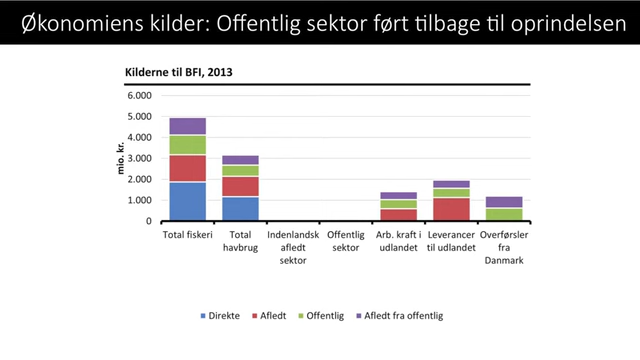 Økonomiens kilder: Offentlig sektor ført tilbage til oprindelsen
Kilderne til BFI, 2013
mio. kr.
6.000
5.000
4.000
3.000
2.000
1.000
0
Total fiskeri
Total havbrug
Indenlandsk afledt sektor
Offentlig sektor
Arb. kraft i udlandet
Leverancer til udlandet
Overførsler fra Danmark
Direkte
Afledt
Offentlig
Afledt fra offentlig